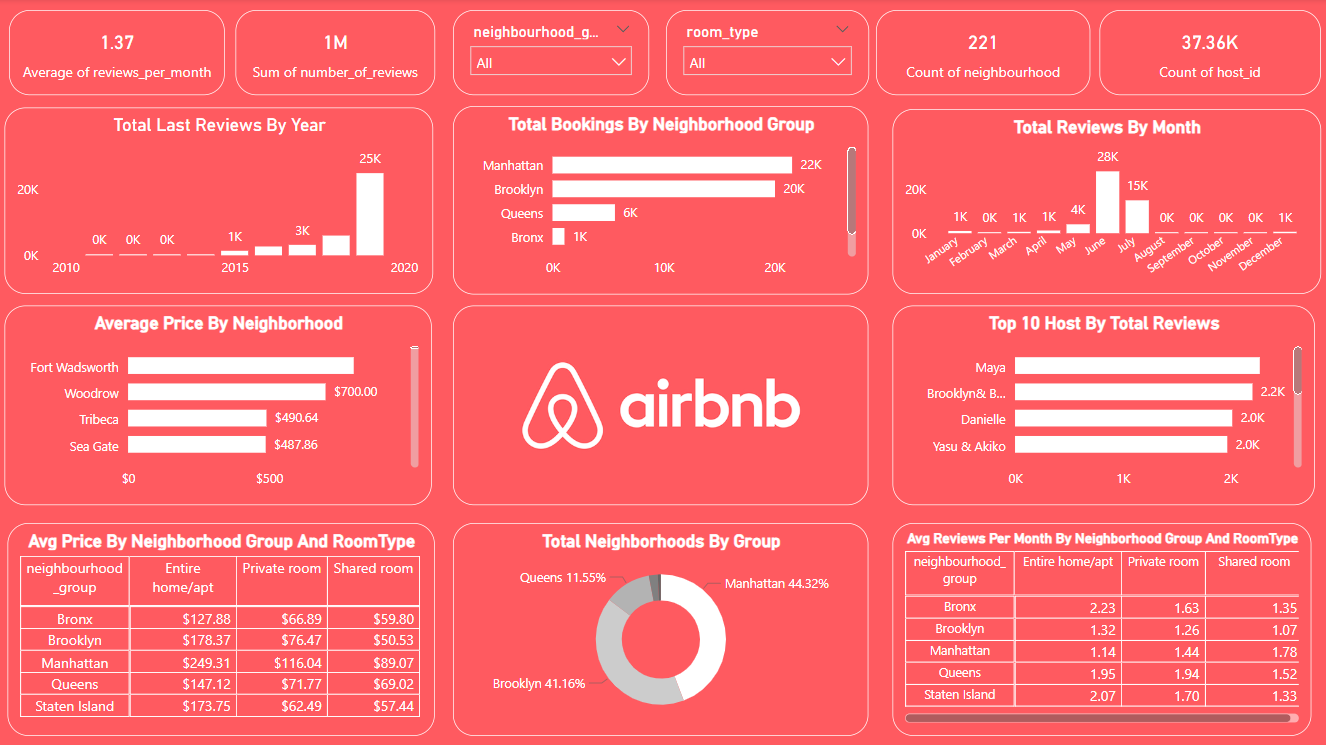 1.37
Average of reviews_per_month
1M
Sum of number_of_reviews
neighbourhood_g...
All
room_type
All
221
Count of neighbourhood
37.36K
Count of host_id
Total Last Reviews By Year
20K
0K
0K
0K
0K
1K
3K
25K
2010
2015
2020
Total Bookings By Neighborhood Group
Manhattan
22K
Brooklyn
20K
Queens
6K
Bronx
1K
0K
10K
20K
Total Reviews By Month
20K
0K
1K
0K
1K
1K
4K
28K
15K
0K
0K
0K
0K
1K
January
February
March
April
May
June
July
August
September
October
November
December
Average Price By Neighborhood
Fort Wadsworth
Woodrow
$700.00
Tribeca
$490.64
Sea Gate
$487.86
$0
$500
airbnb
Top 10 Host By Total Reviews
Maya
Brooklyn& B...
2.2K
Danielle
2.0K
Yasu & Akiko
2.0K
0K
1K
2K
Avg Price By Neighborhood Group And RoomType
neighbourhood
_group
Entire
home/apt
Private room
Shared room
Bronx $127.88 $66.89 $59.80
Brooklyn $178.37 $76.47 $50.53
Manhattan $249.31 $116.04 $89.07
Queens $147.12 $71.77 $69.02
Staten Island $173.75 $62.49 $57.44
Total Neighborhoods By Group
Queens 11.55%
Manhattan 44.32%
Brooklyn 41.16%
Avg Reviews Per Month By Neighborhood Group And RoomType
neighbourhood_
group
Entire home/apt
Private room
Shared room
Bronx 2.23 1.63 1.35
Brooklyn 1.32 1.26 1.07
Manhattan 1.14 1.44 1.78
Queens 1.95 1.94 1.52
Staten Island 2.07 1.70 1.33